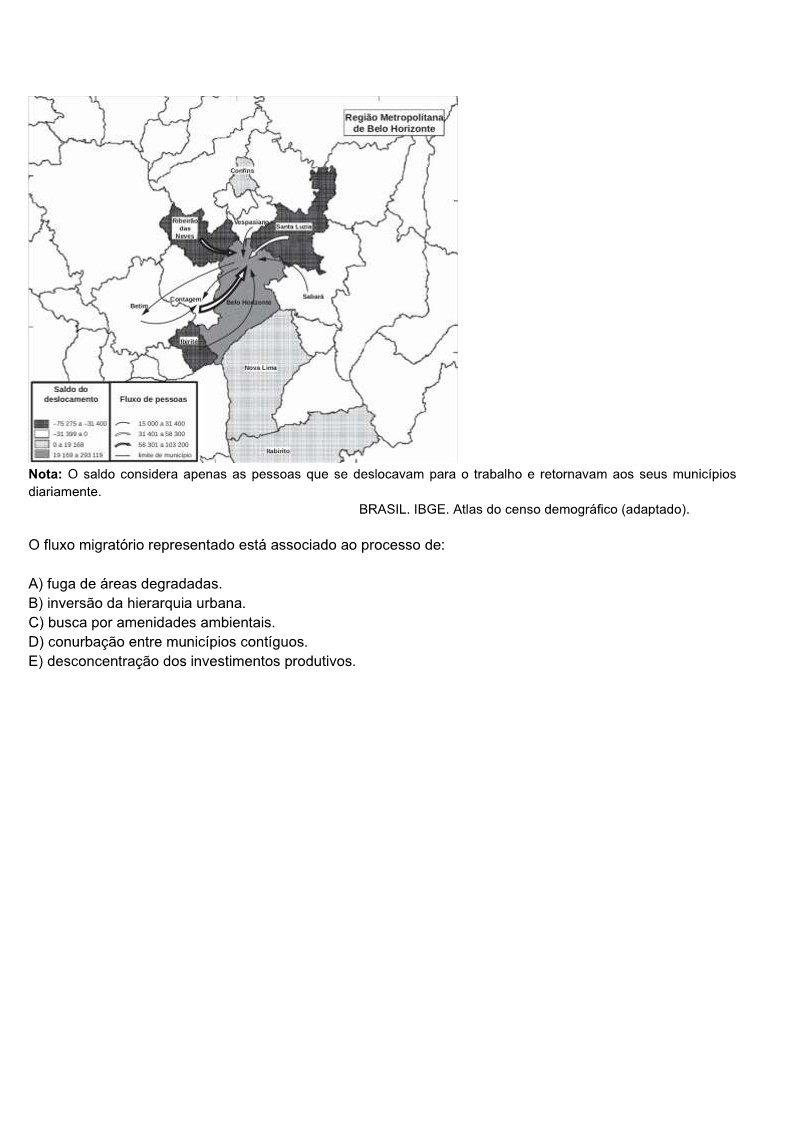 Região Metropolitana
de Belo Horizonte
Confins
Ribeirão
das
Neves
Vespasiano
Santa Luzia
Betim
Contagem
Belo Horizonte
Sabará
Ibirité
Nova Lima
Itabirito
Saldo do
deslocamento
−75 275 a −31 400
−31 399 a 0
0 a 19 168
19 169 a 293 119
Fluxo de pessoas
15 000 a 31 400
31 401 a 58 300
58 301 a 103 200
limite de município
Nota: O saldo considera apenas as pessoas que se deslocavam para o trabalho e retornavam aos seus municípios
diariamente.
BRASIL. IBGE. Atlas do censo demográfico (adaptado).
O fluxo migratório representado está associado ao processo de:
A) fuga de áreas degradadas.
B) inversão da hierarquia urbana.
C) busca por amenidades ambientais.
D) conurbação entre municípios contíguos.
E) desconcentração dos investimentos produtivos.